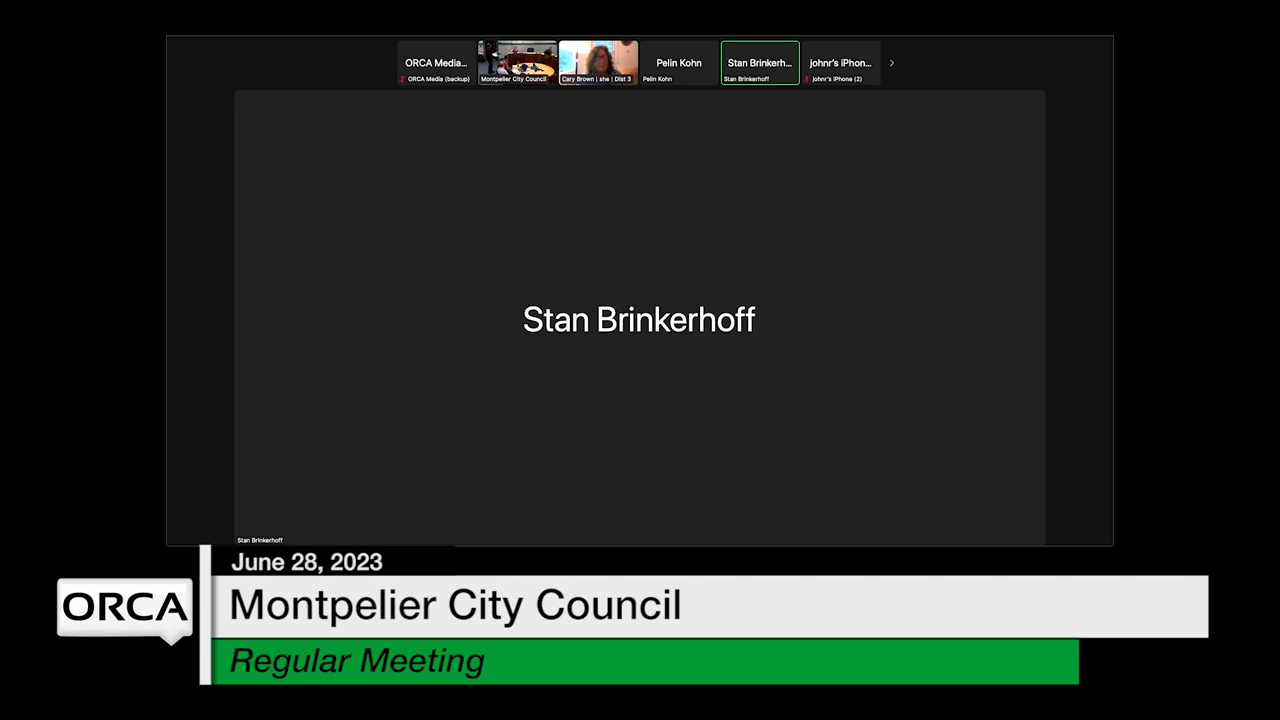 ORCA Media...
Pelin Kohn
Stan Brinkerh...
johnr's iPhon...
ORCA Media (backup)
Montpelier City Council
Cary Brown | she | Dist 3
Pelin Kohn
Stan Brinkerhoff
johnr's iPhone (2)
Stan Brinkerhoff
Stan Brinkerhoff
June 28, 2023
ORCA
Montpelier City Council
Regular Meeting